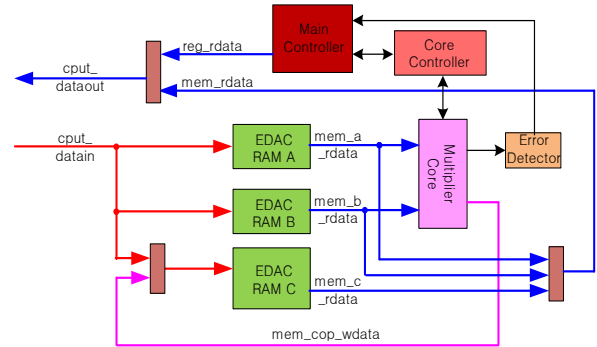 Main
Controller
reg_rdata
Core
Controller
cput_
dataout
mem_rdata
cput_
datain
EDAC
RAM A
mem_a
_rdata
Multiplier
Core
Error
Detector
EDAC
RAM B
mem_b
_rdata
EDAC
RAM C
mem_c
_rdata
mem_cop_wdata